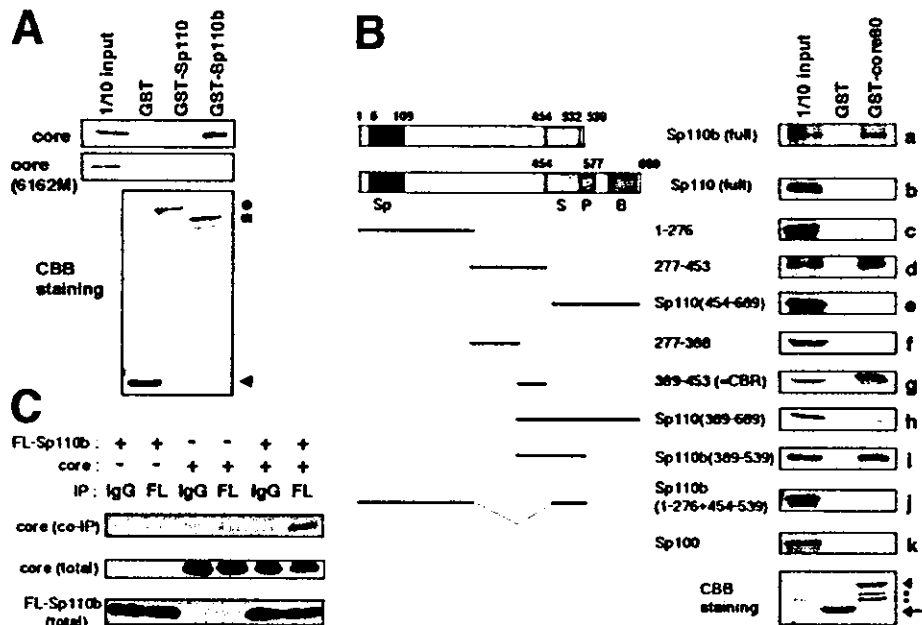 A
1/10 input
GST
GST-Sp110
GST-Sp110b
core
core
(6162M)
CBB
staining
B
1/10 input
GST
GST-core80
1 6 109 454 532 539
Sp110b (full) a
454 577 689
Sp110 (full) b
Sp S P B
1-276 c
277-453 d
Sp110(454-689) e
277-388 f
389-453 (=CBR) g
Sp110(389-689) h
Sp110b(389-539) i
Sp110b
(1-276+454-539) j
Sp100 k
CBB
staining
C
FL-Sp110b : + + - - + +
core : - - + + + +
IP : IgG FL IgG FL IgG FL
core (co-IP)
core (total)
FL-Sp110b
(total)